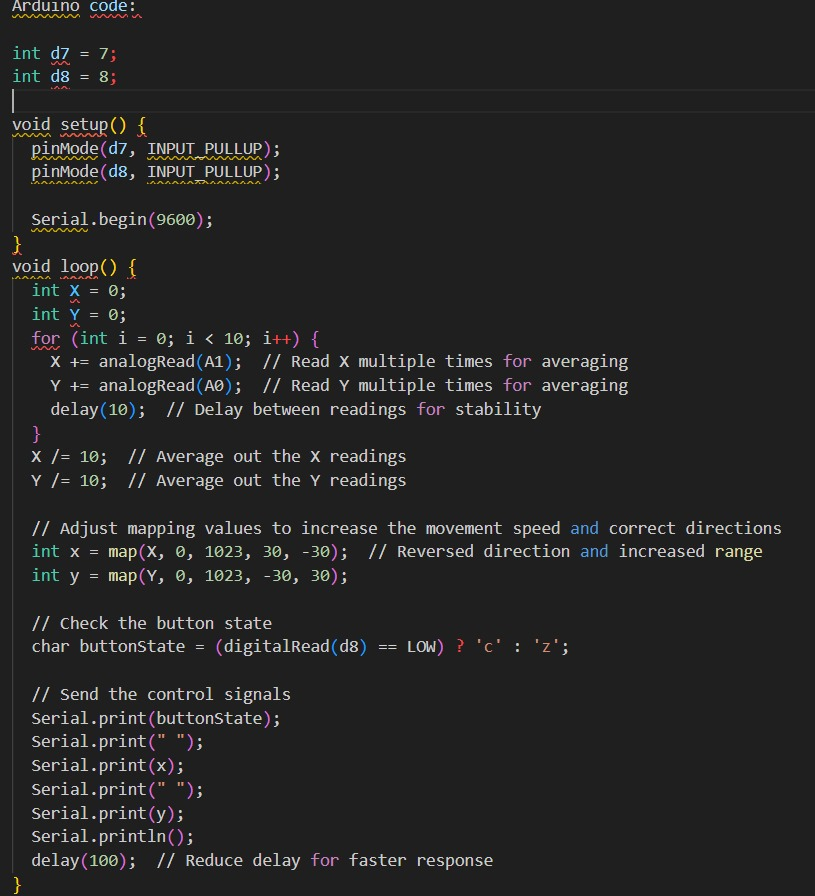 Arduino code:
int d7 = 7;
int d8 = 8;
void setup() {
pinMode(d7, INPUT_PULLUP);
pinMode(d8, INPUT_PULLUP);
Serial.begin(9600);
}
void loop() {
int X = 0;
int Y = 0;
for (int i = 0; i < 10; i++) {
X += analogRead(A1);  // Read X multiple times for averaging
Y += analogRead(A0);  // Read Y multiple times for averaging
delay(10);  // Delay between readings for stability
}
X /= 10;  // Average out the X readings
Y /= 10;  // Average out the Y readings
// Adjust mapping values to increase the movement speed and correct directions
int x = map(X, 0, 1023, 30, -30);  // Reversed direction and increased range
int y = map(Y, 0, 1023, -30, 30);
// Check the button state
char buttonState = (digitalRead(d8) == LOW) ? 'c' : 'z';
// Send the control signals
Serial.print(buttonState);
Serial.print(" ");
Serial.print(x);
Serial.print(" ");
Serial.print(y);
Serial.println();
delay(100);  // Reduce delay for faster response
}